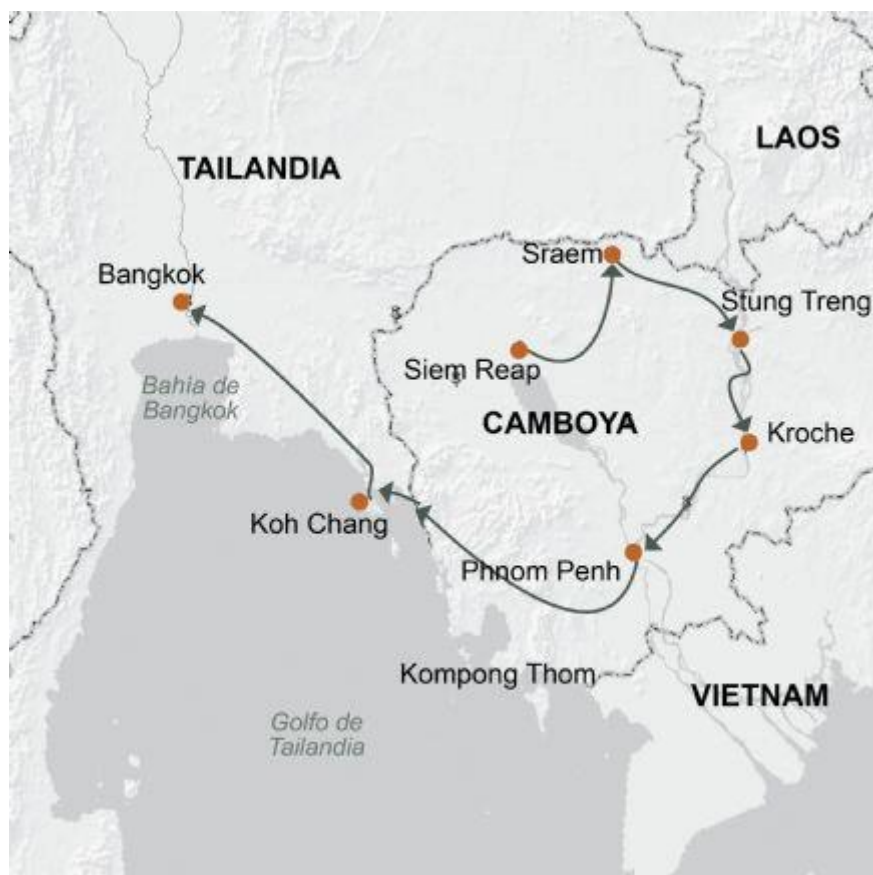 LAOS
TAILANDIA
Sraem
Bangkok
Stung Treng
Siem Reap
Bahia de
Bangkok
CAMBOYA
Kroche
Koh Chang
Phnom Penh
Kompong Thom
VIETNAM
Golfo de
Tailandia